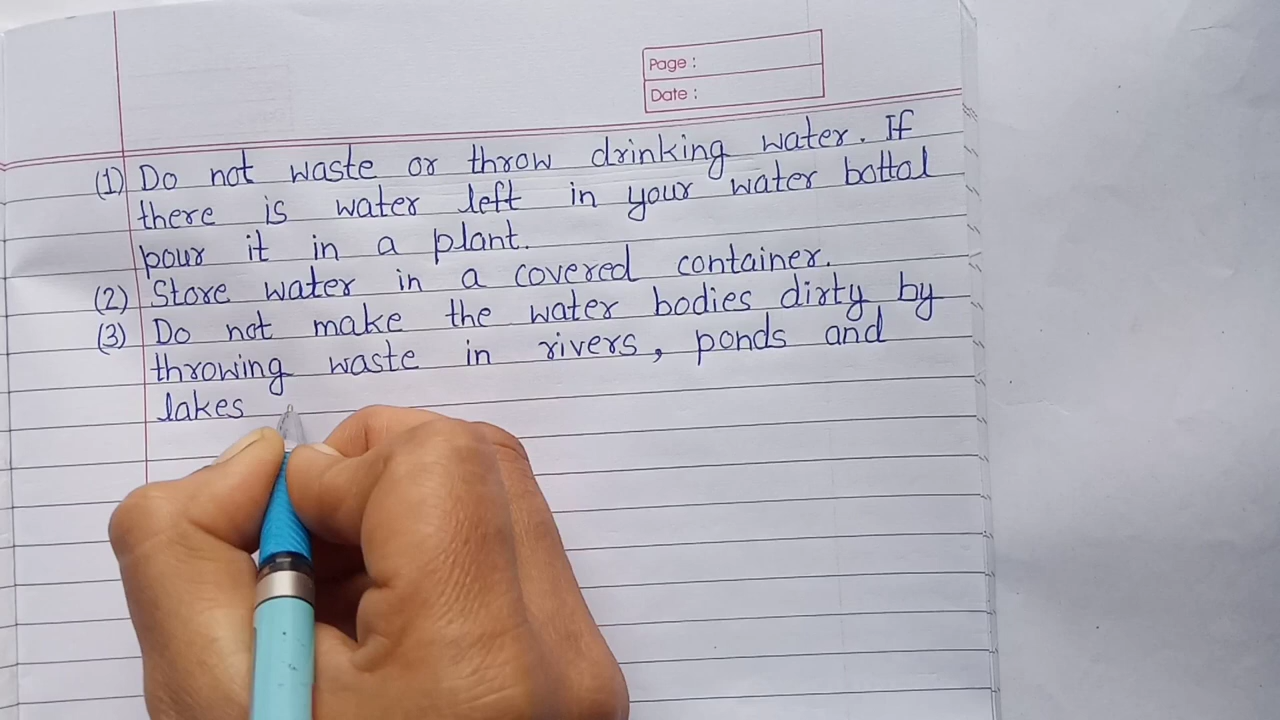 Page :
Date :
(1) Do not waste or throw drinking water. If
there is water left in your water bottol
pour it in a plant.
(2) Store water in a covered container.
(3) Do not make the water bodies dirty by
throwing waste in rivers, ponds and
lakes